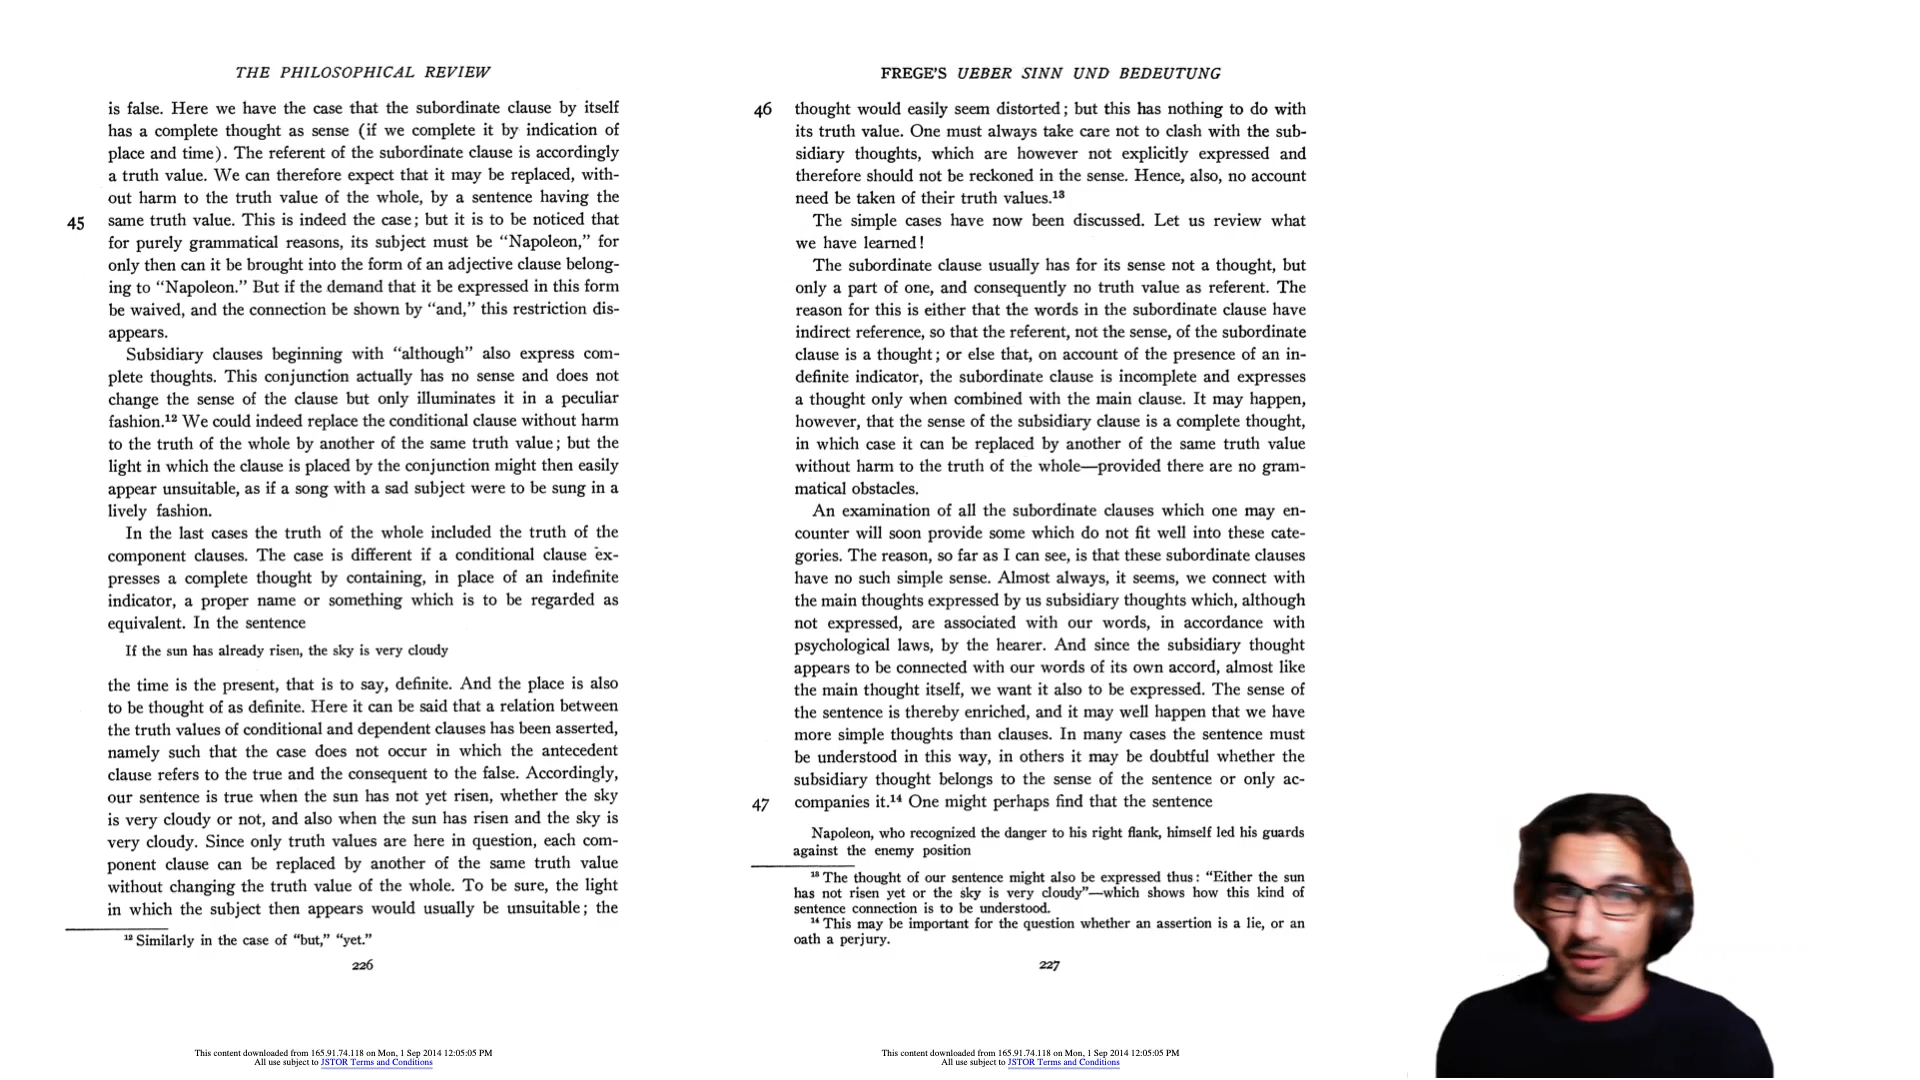 THE PHILOSOPHICAL REVIEW
is false. Here we have the case that the subordinate clause by itself
has a complete thought as sense (if we complete it by indication of
place and time). The referent of the subordinate clause is accordingly
a truth value. We can therefore expect that it may be replaced, with-
out harm to the truth value of the whole, by a sentence having the
45 same truth value. This is indeed the case; but it is to be noticed that
for purely grammatical reasons, its subject must be “Napoleon,” for
only then can it be brought into the form of an adjective clause belong-
ing to “Napoleon.” But if the demand that it be expressed in this form
be waived, and the connection be shown by “and,” this restriction dis-
appears.
Subsidiary clauses beginning with “although” also express com-
plete thoughts. This conjunction actually has no sense and does not
change the sense of the clause but only illuminates it in a peculiar
fashion.¹² We could indeed replace the conditional clause without harm
to the truth of the whole by another of the same truth value; but the
light in which the clause is placed by the conjunction might then easily
appear unsuitable, as if a song with a sad subject were to be sung in a
lively fashion.
In the last cases the truth of the whole included the truth of the
component clauses. The case is different if a conditional clause ex-
presses a complete thought by containing, in place of an indefinite
indicator, a proper name or something which is to be regarded as
equivalent. In the sentence
If the sun has already risen, the sky is very cloudy
the time is the present, that is to say, definite. And the place is also
to be thought of as definite. Here it can be said that a relation between
the truth values of conditional and dependent clauses has been asserted,
namely such that the case does not occur in which the antecedent
clause refers to the true and the consequent to the false. Accordingly,
our sentence is true when the sun has not yet risen, whether the sky
is very cloudy or not, and also when the sun has risen and the sky is
very cloudy. Since only truth values are here in question, each com-
ponent clause can be replaced by another of the same truth value
without changing the truth value of the whole. To be sure, the light
in which the subject then appears would usually be unsuitable; the
¹² Similarly in the case of “but,” “yet.”
226
This content downloaded from 165.91.74.118 on Mon, 1 Sep 2014 12:05:05 PM
All use subject to JSTOR Terms and Conditions
FREGE'S UEBER SINN UND BEDEUTUNG
46 thought would easily seem distorted; but this has nothing to do with
its truth value. One must always take care not to clash with the sub-
sidiary thoughts, which are however not explicitly expressed and
therefore should not be reckoned in the sense. Hence, also, no account
need be taken of their truth values.¹³
The simple cases have now been discussed. Let us review what
we have learned!
The subordinate clause usually has for its sense not a thought, but
only a part of one, and consequently no truth value as referent. The
reason for this is either that the words in the subordinate clause have
indirect reference, so that the referent, not the sense, of the subordinate
clause is a thought; or else that, on account of the presence of an in-
definite indicator, the subordinate clause is incomplete and expresses
a thought only when combined with the main clause. It may happen,
however, that the sense of the subsidiary clause is a complete thought,
in which case it can be replaced by another of the same truth value
without harm to the truth of the whole—provided there are no gram-
matical obstacles.
An examination of all the subordinate clauses which one may en-
counter will soon provide some which do not fit well into these cate-
gories. The reason, so far as I can see, is that these subordinate clauses
have no such simple sense. Almost always, it seems, we connect with
the main thoughts expressed by us subsidiary thoughts which, although
not expressed, are associated with our words, in accordance with
psychological laws, by the hearer. And since the subsidiary thought
appears to be connected with our words of its own accord, almost like
the main thought itself, we want it also to be expressed. The sense of
the sentence is thereby enriched, and it may well happen that we have
more simple thoughts than clauses. In many cases the sentence must
be understood in this way, in others it may be doubtful whether the
subsidiary thought belongs to the sense of the sentence or only ac-
47 companies it.¹⁴ One might perhaps find that the sentence
Napoleon, who recognized the danger to his right flank, himself led his guards
against the enemy position
¹³ The thought of our sentence might also be expressed thus: “Either the sun
has not risen yet or the sky is very cloudy”—which shows how this kind of
sentence connection is to be understood.
¹⁴ This may be important for the question whether an assertion is a lie, or an
oath a perjury.
227
This content downloaded from 165.91.74.118 on Mon, 1 Sep 2014 12:05:05 PM
All use subject to JSTOR Terms and Conditions